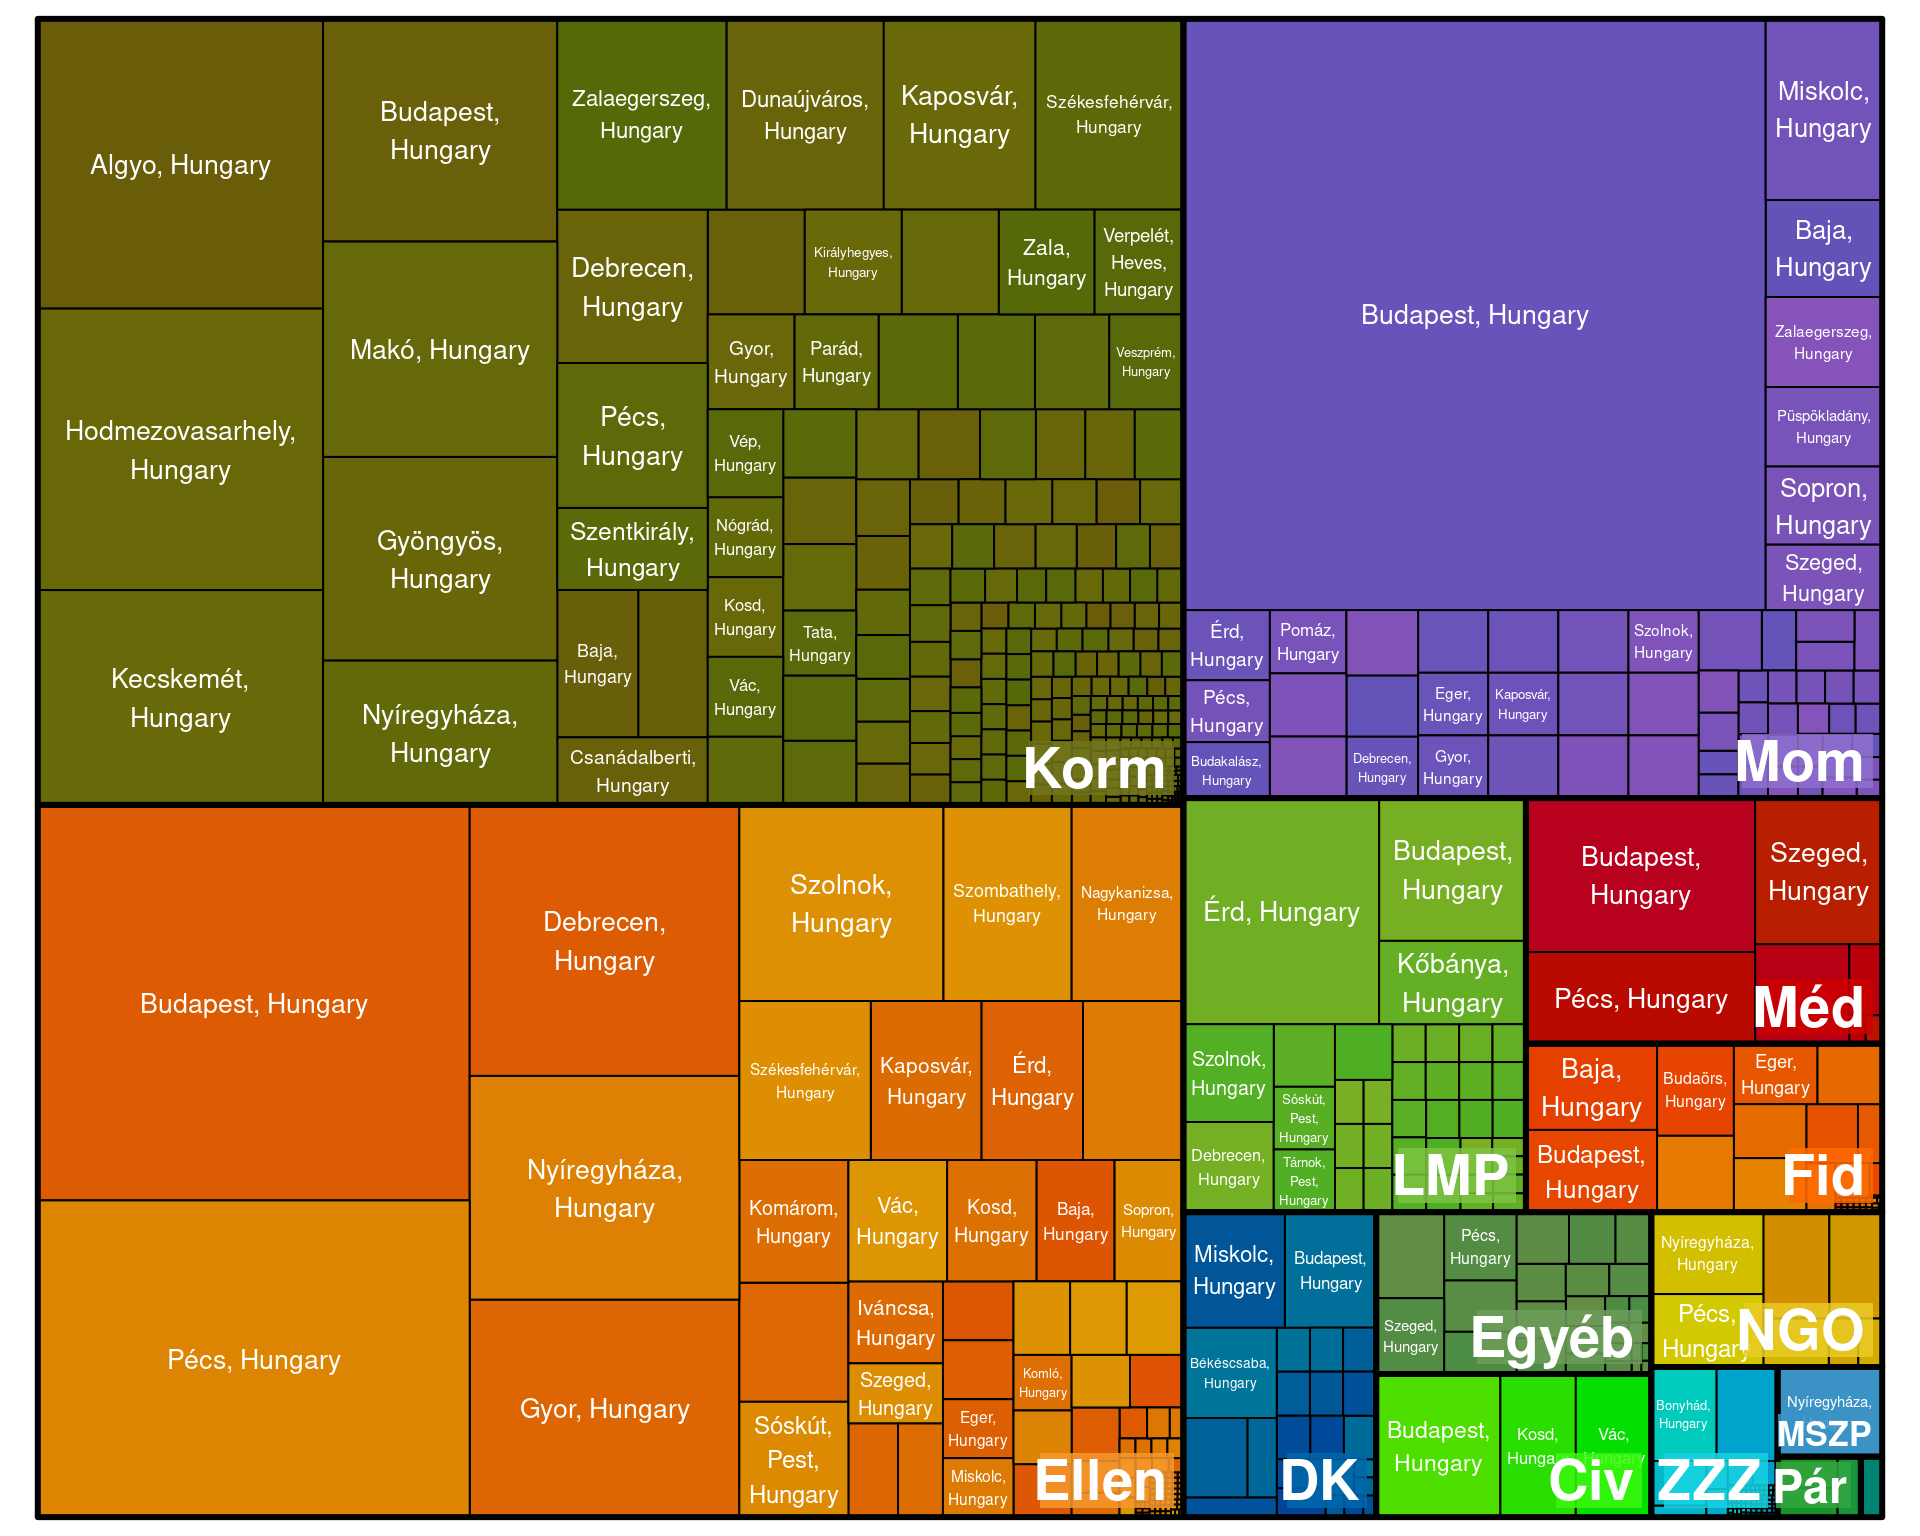 Algyo, Hungary
Hodmezovasarhely,
Hungary
Kecskemét,
Hungary
Budapest,
Hungary
Makó, Hungary
Gyöngyös,
Hungary
Nyíregyháza,
Hungary
Zalaegerszeg,
Hungary
Dunaújváros,
Hungary
Kaposvár,
Hungary
Székesfehérvár,
Hungary
Debrecen,
Hungary
Pécs,
Hungary
Szentkirály,
Hungary
Baja,
Hungary
Csanádalberti,
Hungary
Királyhegyes,
Hungary
Zala,
Hungary
Verpelét,
Heves,
Hungary
Gyor,
Hungary
Parád,
Hungary
Veszprém,
Hungary
Vép,
Hungary
Nógrád,
Hungary
Kosd,
Hungary
Vác,
Hungary
Tata,
Hungary
Korm
Budapest, Hungary
Miskolc,
Hungary
Baja,
Hungary
Zalaegerszeg,
Hungary
Püspökladány,
Hungary
Sopron,
Hungary
Szeged,
Hungary
Érd,
Hungary
Pécs,
Hungary
Budakalász,
Hungary
Pomáz,
Hungary
Debrecen,
Hungary
Eger,
Hungary
Gyor,
Hungary
Kaposvár,
Hungary
Szolnok,
Hungary
Mom
Budapest, Hungary
Pécs, Hungary
Debrecen,
Hungary
Nyíregyháza,
Hungary
Gyor, Hungary
Szolnok,
Hungary
Szombathely,
Hungary
Nagykanizsa,
Hungary
Székesfehérvár,
Hungary
Kaposvár,
Hungary
Érd,
Hungary
Komárom,
Hungary
Vác,
Hungary
Kosd,
Hungary
Baja,
Hungary
Sopron,
Hungary
Sóskút,
Pest,
Hungary
Iváncsa,
Hungary
Szeged,
Hungary
Eger,
Hungary
Miskolc,
Hungary
Komló,
Hungary
Ellen
Érd, Hungary
Budapest,
Hungary
Kőbánya,
Hungary
Szolnok,
Hungary
Debrecen,
Hungary
Sóskút,
Pest,
Hungary
Tárnok,
Pest,
Hungary
LMP
Budapest,
Hungary
Szeged,
Hungary
Pécs, Hungary
Méd
Baja,
Hungary
Budapest,
Hungary
Budaörs,
Hungary
Eger,
Hungary
Fid
Miskolc,
Hungary
Budapest,
Hungary
Békéscsaba,
Hungary
DK
Pécs,
Hungary
Szeged,
Hungary
Egyéb
Nyíregyháza,
Hungary
Pécs,
Hungary
NGO
Budapest,
Hungary
Kosd,
Hungary
Vác,
Hungary
Civ
Bonyhád,
Hungary
ZZZ
Nyíregyháza,
MSZP
Pár